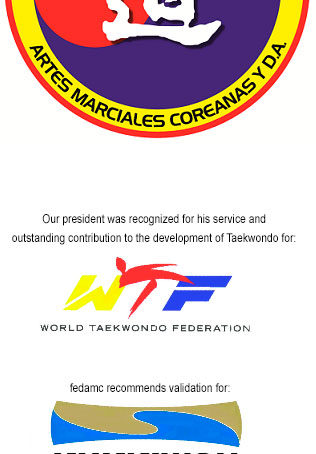 ARTES MARCIALES COREANAS Y D.A.
Our president was recognized for his service and
outstanding contribution to the development of Taekwondo for:
WTF
WORLD TAEKWONDO FEDERATION
fedamc recommends validation for: